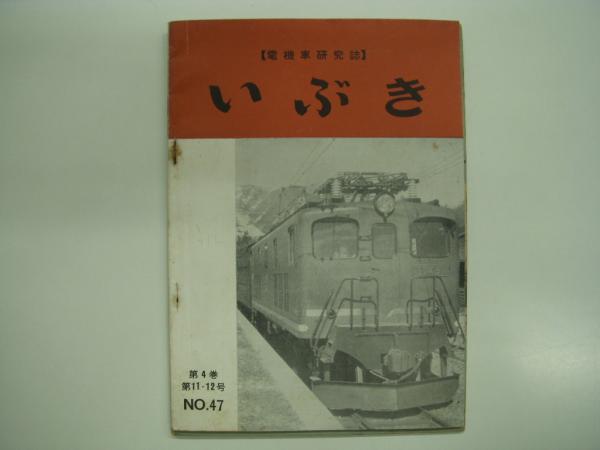 【電機車研究誌】
いぶき
第4巻
第11-12号
NO.47